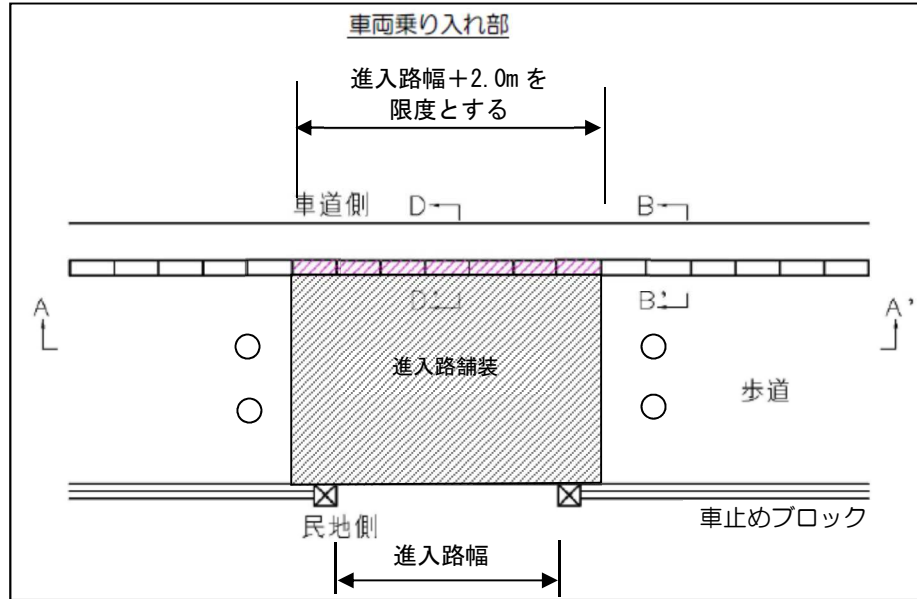 車両乗り入れ部
進入路幅+2.0mを
限度とする
車道側
D
B
D'
B'
A
A'
進入路舗装
歩道
車止めブロック
民地側
進入路幅